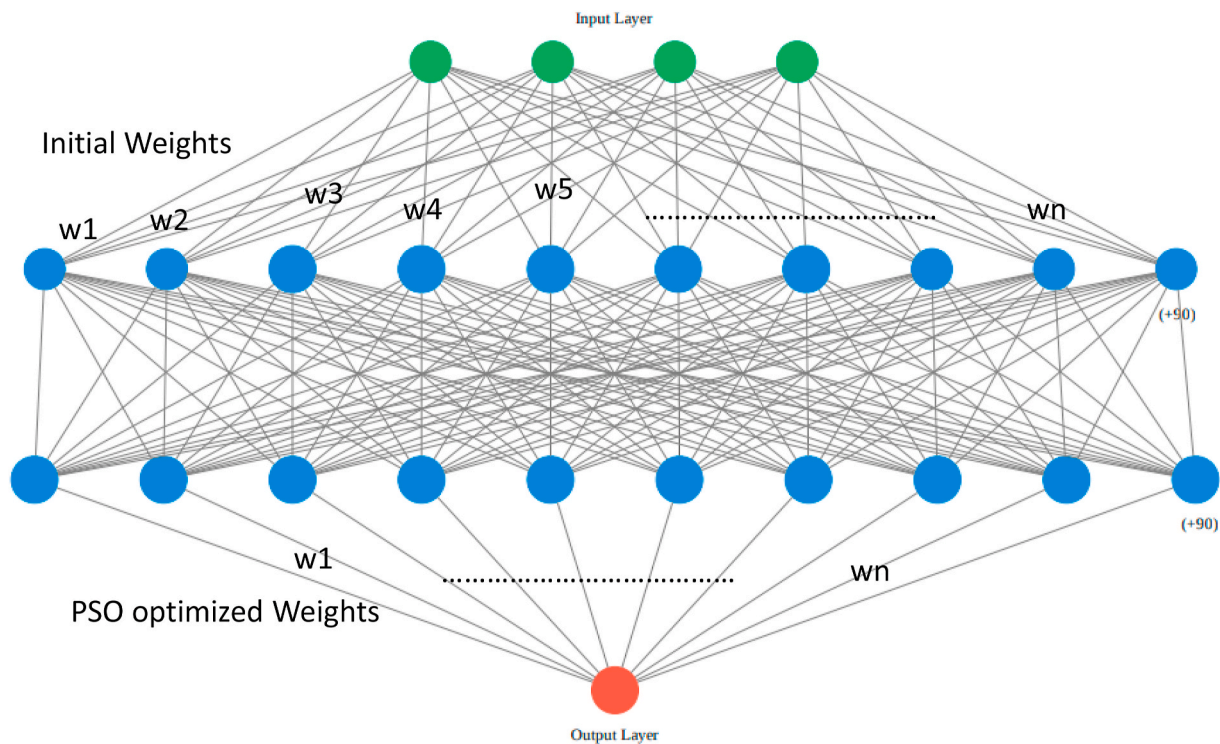 Input Layer
Initial Weights
w1
w2
w3
w4
w5
wn
(+90)
(+90)
w1
wn
PSO optimized Weights
Output Layer